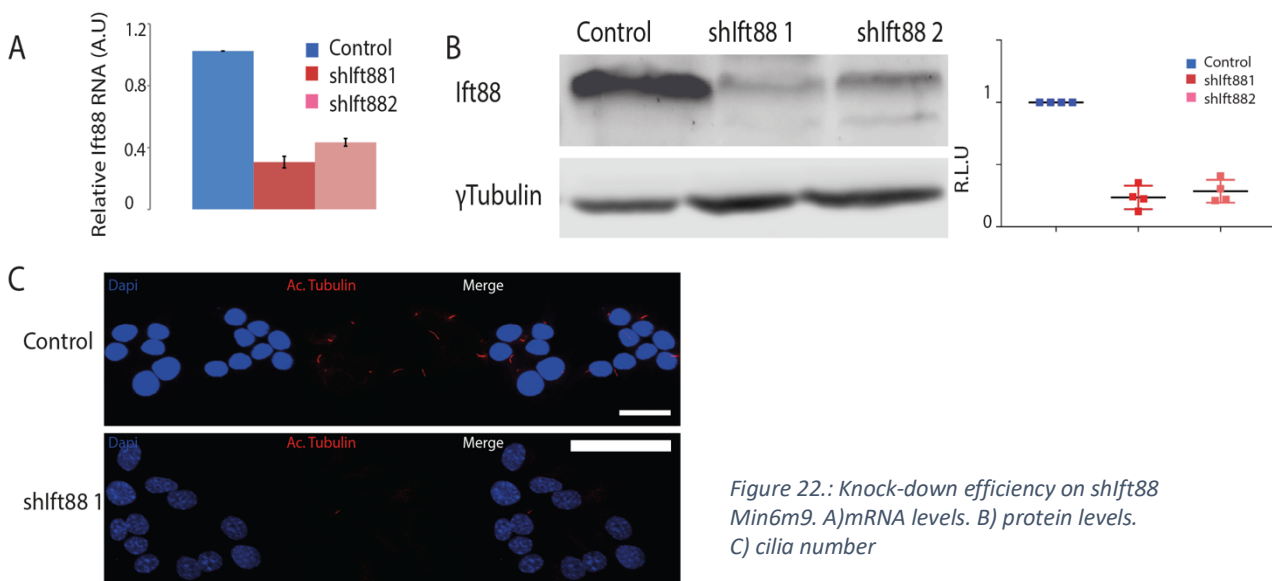 A
Relative Ift88 RNA (A.U)
1.2
0.8
0.4
0
Control
shIft881
shIft882
B
Control shIft88 1 shIft88 2
Ift88
γTubulin
R.L.U
1
0
Control
shIft881
shIft882
C
Control
Dapi Ac. Tubulin Merge
shIft88 1
Dapi Ac. Tubulin Merge
Figure 22.: Knock-down efficiency on shIft88
Min6m9. A)mRNA levels. B) protein levels.
C) cilia number